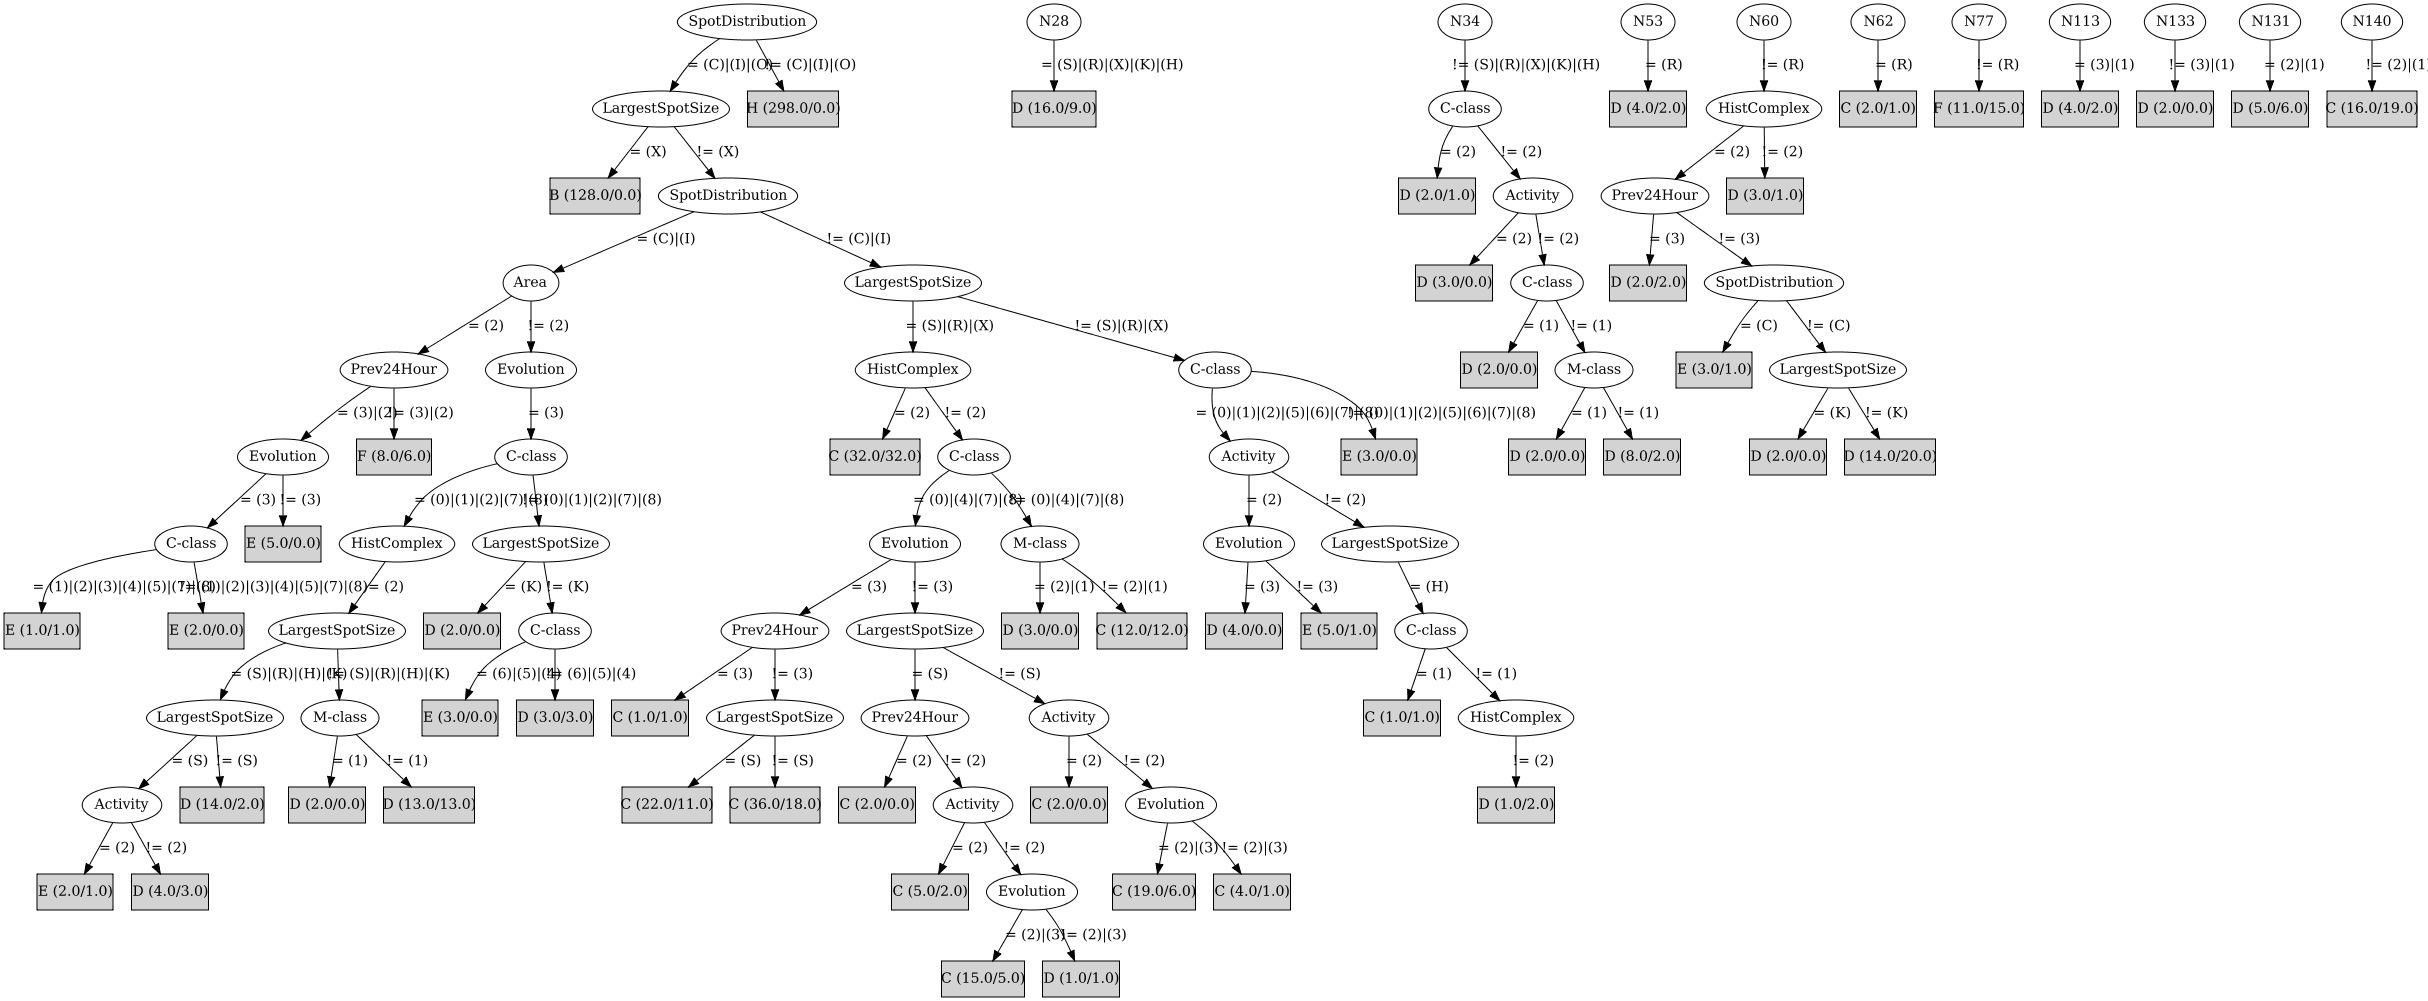 SpotDistribution N28 N34 N53 N60 N62 N77 N113 N133 N131 N140
= (C)|(I)|(O) != (C)|(I)|(O) = (S)|(R)|(X)|(K)|(H) != (S)|(R)|(X)|(K)|(H) = (R) != (R) = (R) != (R) = (3)|(1) != (3)|(1) = (2)|(1) != (2)|(1)
LargestSpotSize H (298.0/0.0) D (16.0/9.0) C-class D (4.0/2.0) HistComplex C (2.0/1.0) F (11.0/15.0) D (4.0/2.0) D (2.0/0.0) D (5.0/6.0) C (16.0/19.0)
= (X) != (X) = (2) != (2) = (2) != (2)
B (128.0/0.0) SpotDistribution D (2.0/1.0) Activity Prev24Hour D (3.0/1.0)
= (C)|(I) != (C)|(I) = (2) != (2) = (3) != (3)
Area LargestSpotSize D (3.0/0.0) C-class D (2.0/2.0) SpotDistribution
= (2) != (2) = (S)|(R)|(X) != (S)|(R)|(X) = (1) != (1) = (C) != (C)
Prev24Hour Evolution HistComplex C-class D (2.0/0.0) M-class E (3.0/1.0) LargestSpotSize
= (3)|(2) != (3)|(2) = (3) = (2) != (2) = (0)|(1)|(2)|(5)|(6)|(7)|(8) != (0)|(1)|(2)|(5)|(6)|(7)|(8) = (1) != (1) = (K) != (K)
Evolution F (8.0/6.0) C-class C (32.0/32.0) C-class Activity E (3.0/0.0) D (2.0/0.0) D (8.0/2.0) D (2.0/0.0) D (14.0/20.0)
= (3) != (3) = (0)|(1)|(2)|(7)|(8) != (0)|(1)|(2)|(7)|(8) = (0)|(4)|(7)|(8) != (0)|(4)|(7)|(8) = (2) != (2)
C-class E (5.0/0.0) HistComplex LargestSpotSize Evolution M-class Evolution LargestSpotSize
= (1)|(2)|(3)|(4)|(5)|(7)|(8) != (1)|(2)|(3)|(4)|(5)|(7)|(8) = (2) = (K) != (K) = (3) != (3) = (2)|(1) != (2)|(1) = (3) != (3) = (H)
E (1.0/1.0) E (2.0/0.0) LargestSpotSize D (2.0/0.0) C-class Prev24Hour LargestSpotSize D (3.0/0.0) C (12.0/12.0) D (4.0/0.0) E (5.0/1.0) C-class
= (S)|(R)|(H)|(K) != (S)|(R)|(H)|(K) = (6)|(5)|(4) != (6)|(5)|(4) = (3) != (3) = (S) != (S) = (1) != (1)
LargestSpotSize M-class E (3.0/0.0) D (3.0/3.0) C (1.0/1.0) LargestSpotSize Prev24Hour Activity C (1.0/1.0) HistComplex
= (S) != (S) = (1) != (1) = (S) != (S) = (2) != (2) = (2) != (2) != (2)
Activity D (14.0/2.0) D (2.0/0.0) D (13.0/13.0) C (22.0/11.0) C (36.0/18.0) C (2.0/0.0) Activity C (2.0/0.0) Evolution D (1.0/2.0)
= (2) != (2) = (2) != (2) = (2)|(3) != (2)|(3)
E (2.0/1.0) D (4.0/3.0) C (5.0/2.0) Evolution C (19.0/6.0) C (4.0/1.0)
= (2)|(3) != (2)|(3)
C (15.0/5.0) D (1.0/1.0)